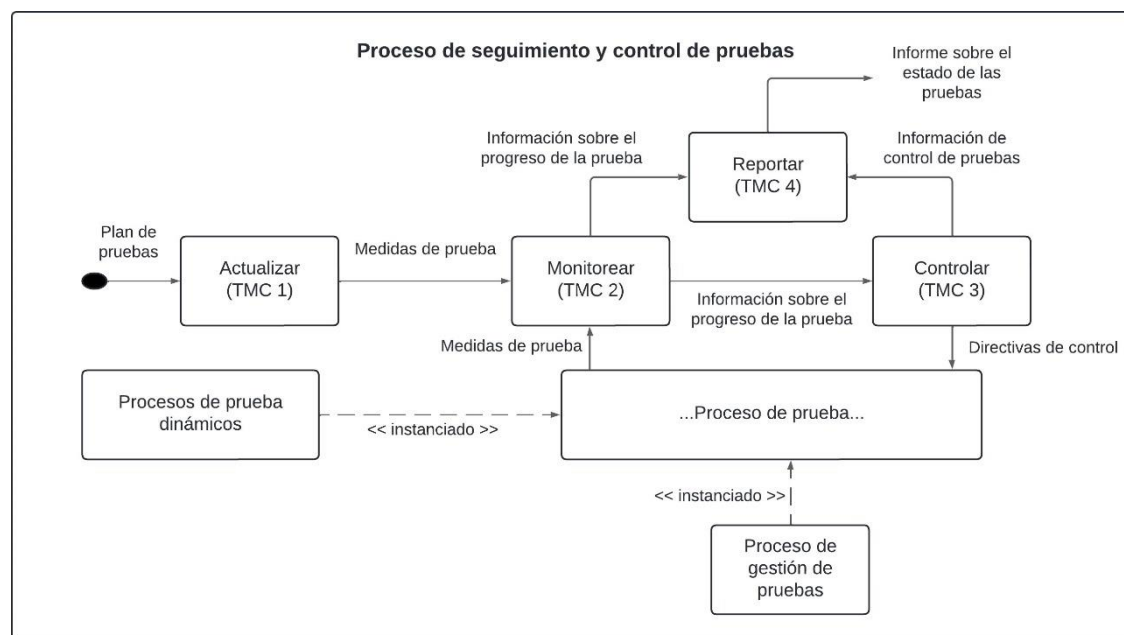 Proceso de seguimiento y control de pruebas
Informe sobre el
estado de las
pruebas
Información sobre el
progreso de la prueba
Reportar
(TMC 4)
Información de
control de pruebas
Plan de
pruebas
Actualizar
(TMC 1)
Medidas de prueba
Monitorear
(TMC 2)
Información sobre el
progreso de la prueba
Controlar
(TMC 3)
Medidas de prueba
Directivas de control
Procesos de prueba
dinámicos
<< instanciado >>
...Proceso de prueba...
<< instanciado >>
Proceso de
gestión de
pruebas